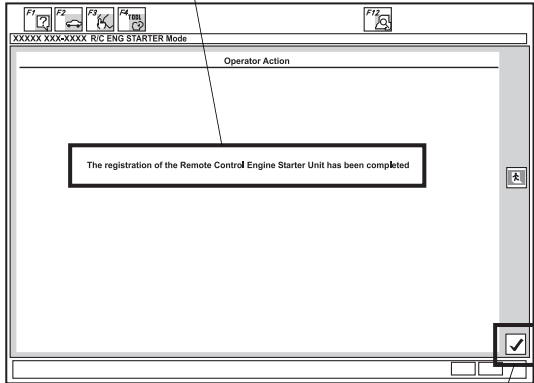 F1 F2 F3 F4 TOOL F12
XXXXX XXX-XXXX R/C ENG STARTER Mode
Operator Action
The registration of the Remote Control Engine Starter Unit has been completed